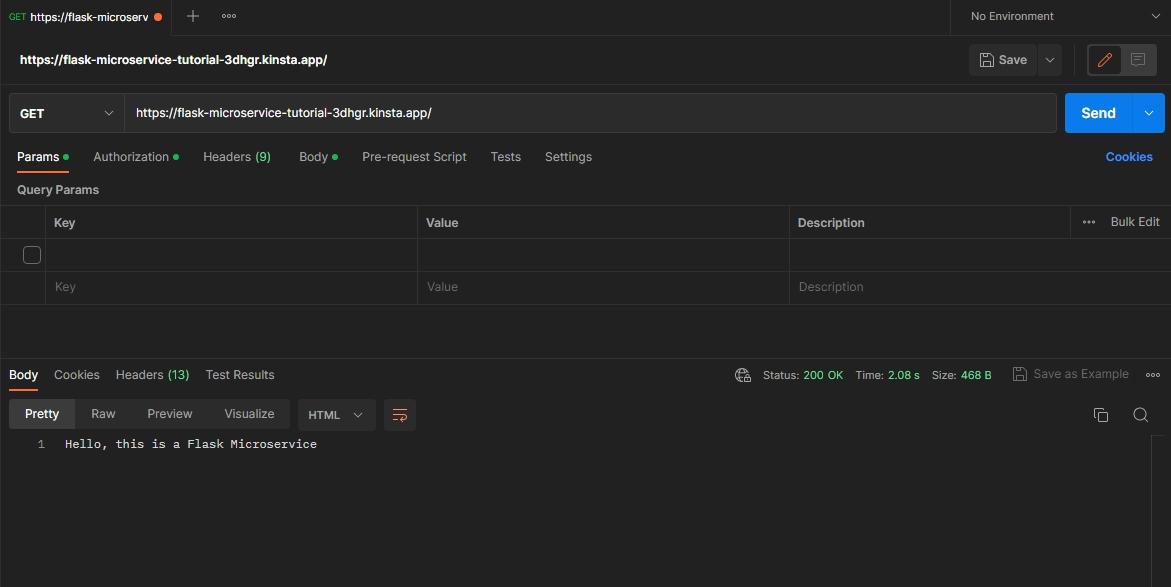 GET https://flask-microserv
No Environment
https://flask-microservice-tutorial-3dhgr.kinsta.app/
Save
GET https://flask-microservice-tutorial-3dhgr.kinsta.app/ Send
Params Authorization Headers (9) Body Pre-request Script Tests Settings Cookies
Query Params
Key Value Description Bulk Edit
Key Value Description
Body Cookies Headers (13) Test Results Status: 200 OK Time: 2.08 s Size: 468 B Save as Example
Pretty Raw Preview Visualize HTML
1 Hello, this is a Flask Microservice